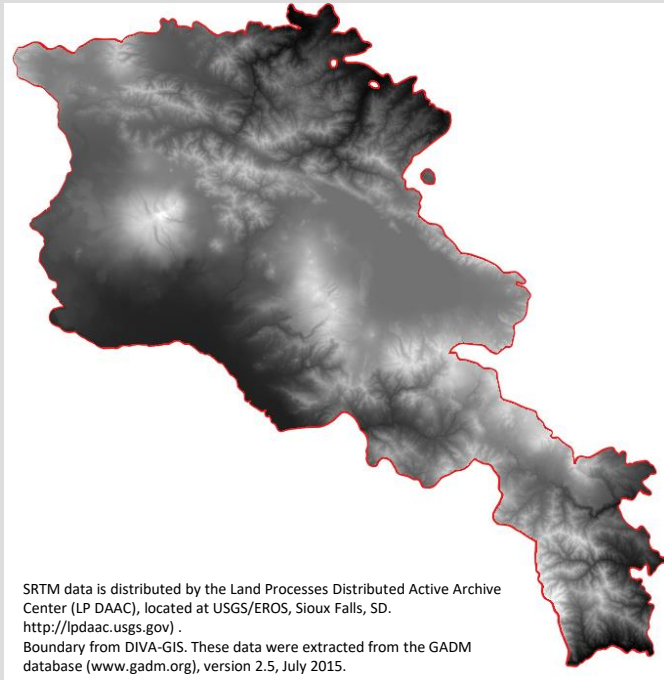 SRTM data is distributed by the Land Processes Distributed Active Archive
Center (LP DAAC), located at USGS/EROS, Sioux Falls, SD.
http://lpdaac.usgs.gov) .
Boundary from DIVA-GIS. These data were extracted from the GADM
database (www.gadm.org), version 2.5, July 2015.